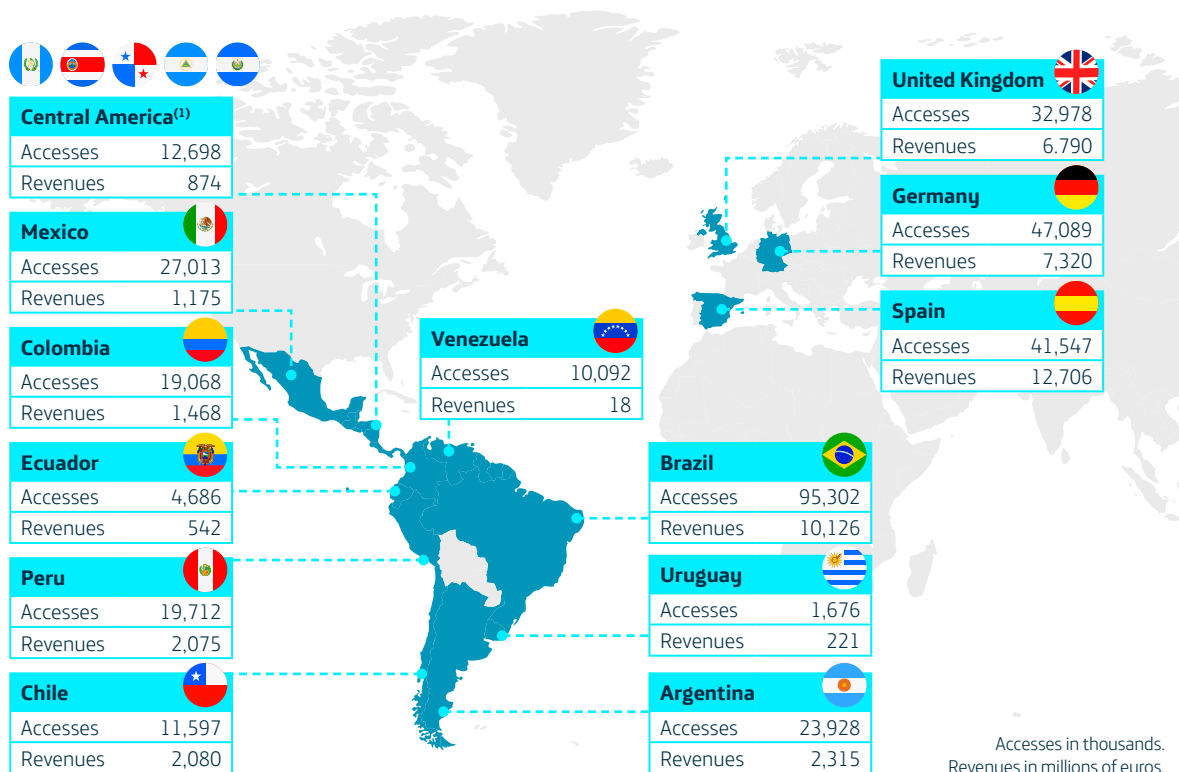 Central America(1)
Accesses 12,698
Revenues 874
Mexico
Accesses 27,013
Revenues 1,175
Colombia
Accesses 19,068
Revenues 1,468
Ecuador
Accesses 4,686
Revenues 542
Peru
Accesses 19,712
Revenues 2,075
Chile
Accesses 11,597
Revenues 2,080
Venezuela
Accesses 10,092
Revenues 18
United Kingdom
Accesses 32,978
Revenues 6.790
Germany
Accesses 47,089
Revenues 7,320
Spain
Accesses 41,547
Revenues 12,706
Brazil
Accesses 95,302
Revenues 10,126
Uruguay
Accesses 1,676
Revenues 221
Argentina
Accesses 23,928
Revenues 2,315
Accesses in thousands.
Revenues in millions of euros.